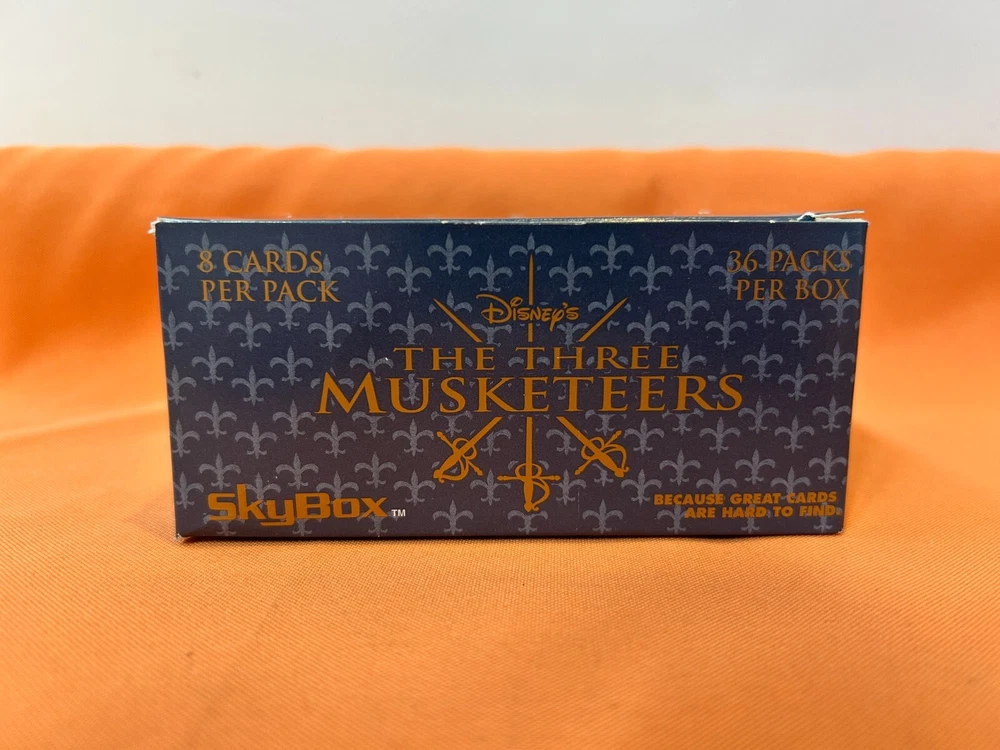 8 CARDS
PER PACK
36 PACKS
PER BOX
DISNEY'S
THE THREE
MUSKETEERS
SKYBOX™
BECAUSE GREAT CARDS
ARE HARD TO FIND.